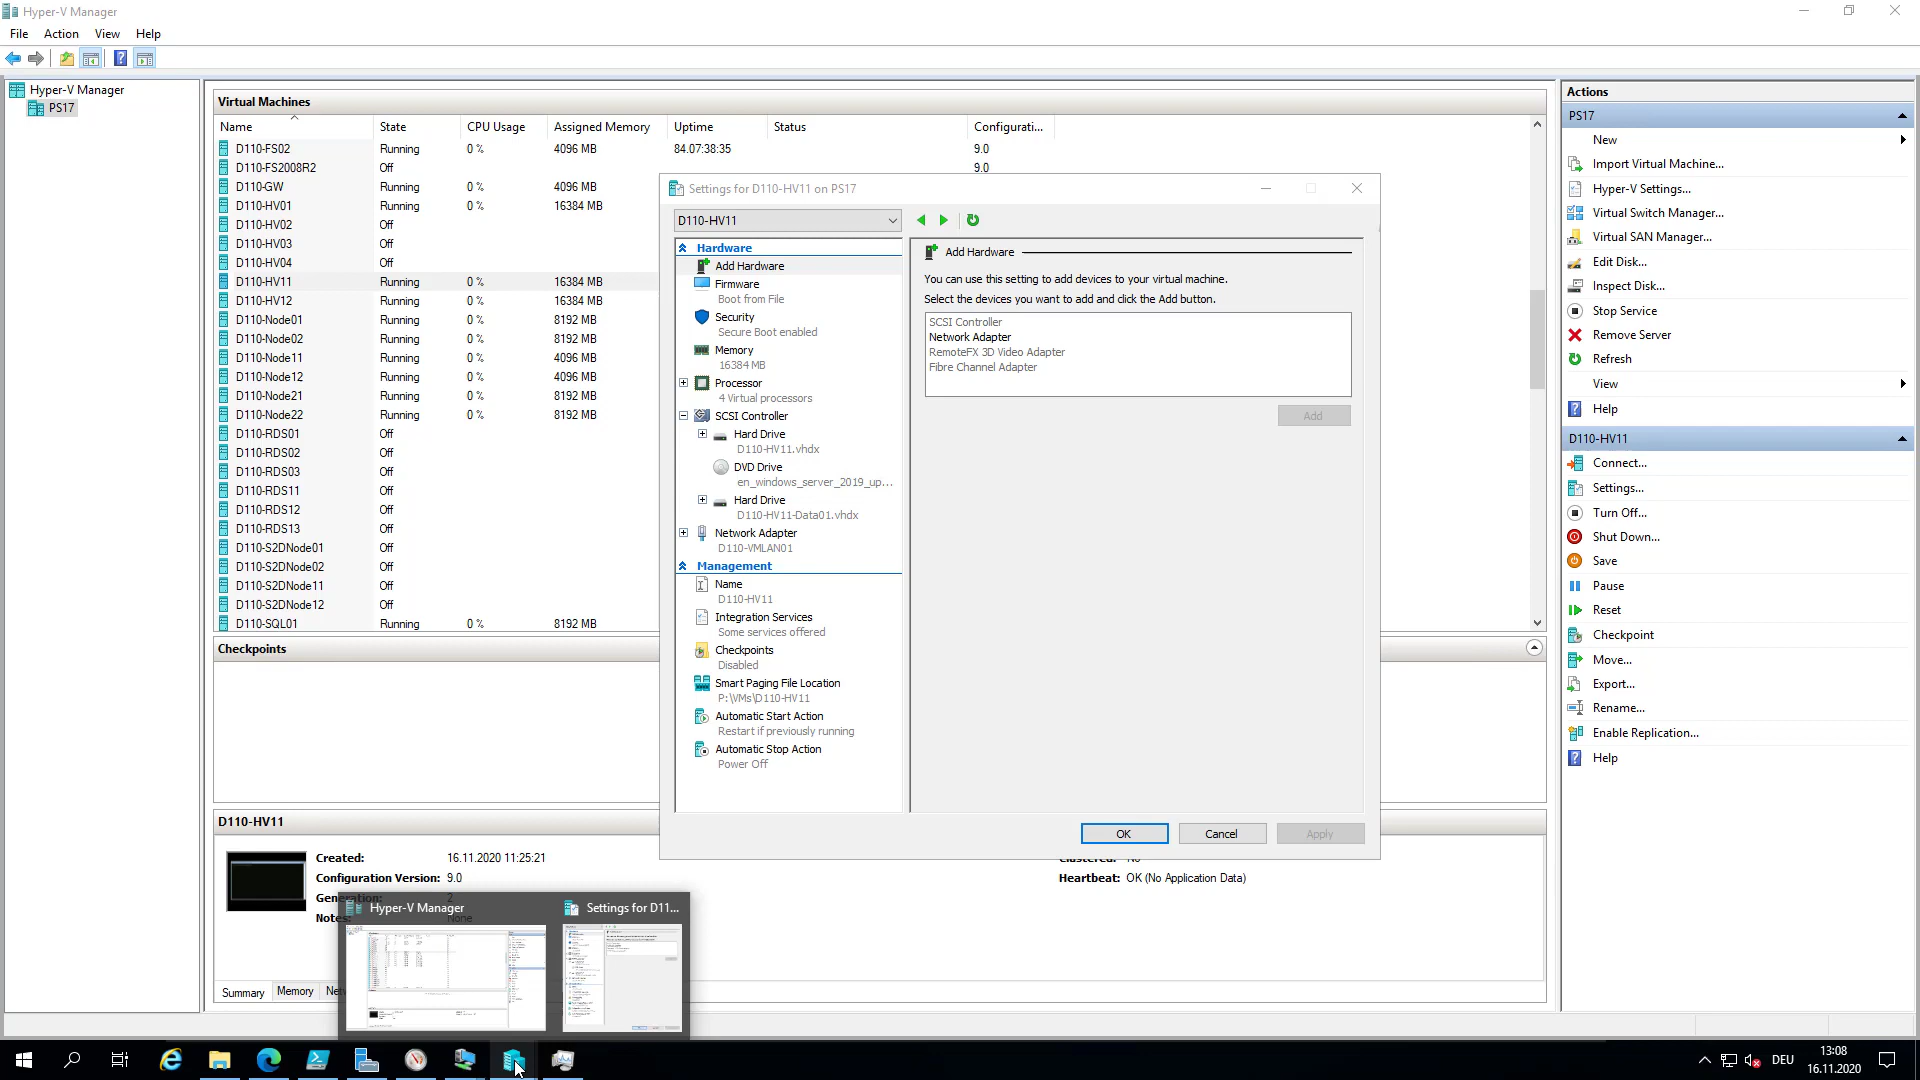 Hyper-V Manager
File Action View Help
Hyper-V Manager
PS17
Virtual Machines
Name State CPU Usage Assigned Memory Uptime Status Configurati...
D110-FS02 Running 0 % 4096 MB 84.07:38:35 9.0
D110-FS2008R2 Off 9.0
D110-GW Running 0 % 4096 MB
D110-HV01 Running 0 % 16384 MB
D110-HV02 Off
D110-HV03 Off
D110-HV04 Off
D110-HV11 Running 0 % 16384 MB
D110-HV12 Running 0 % 16384 MB
D110-Node01 Running 0 % 8192 MB
D110-Node02 Running 0 % 8192 MB
D110-Node11 Running 0 % 4096 MB
D110-Node12 Running 0 % 4096 MB
D110-Node21 Running 0 % 8192 MB
D110-Node22 Running 0 % 8192 MB
D110-RDS01 Off
D110-RDS02 Off
D110-RDS03 Off
D110-RDS11 Off
D110-RDS12 Off
D110-RDS13 Off
D110-S2DNode01 Off
D110-S2DNode02 Off
D110-S2DNode11 Off
D110-S2DNode12 Off
D110-SQL01 Running 0 % 8192 MB
Checkpoints
D110-HV11
Created: 16.11.2020 11:25:21
Configuration Version: 9.0
Generation: 2
Notes: None
Clustered: No
Heartbeat: OK (No Application Data)
Summary Memory Netw
Settings for D110-HV11 on PS17
D110-HV11
Hardware
Add Hardware
Firmware
Boot from File
Security
Secure Boot enabled
Memory
16384 MB
Processor
4 Virtual processors
SCSI Controller
Hard Drive
D110-HV11.vhdx
DVD Drive
en_windows_server_2019_up...
Hard Drive
D110-HV11-Data01.vhdx
Network Adapter
D110-VMLAN01
Management
Name
D110-HV11
Integration Services
Some services offered
Checkpoints
Disabled
Smart Paging File Location
P:\VMs\D110-HV11
Automatic Start Action
Restart if previously running
Automatic Stop Action
Power Off
Add Hardware
You can use this setting to add devices to your virtual machine.
Select the devices you want to add and click the Add button.
SCSI Controller
Network Adapter
RemoteFX 3D Video Adapter
Fibre Channel Adapter
Add
OK Cancel Apply
Actions
PS17
New
Import Virtual Machine...
Hyper-V Settings...
Virtual Switch Manager...
Virtual SAN Manager...
Edit Disk...
Inspect Disk...
Stop Service
Remove Server
Refresh
View
Help
D110-HV11
Connect...
Settings...
Turn Off...
Shut Down...
Save
Pause
Reset
Checkpoint
Move...
Export...
Rename...
Enable Replication...
Help
Hyper-V Manager
Settings for D11...
DEU
13:08
16.11.2020